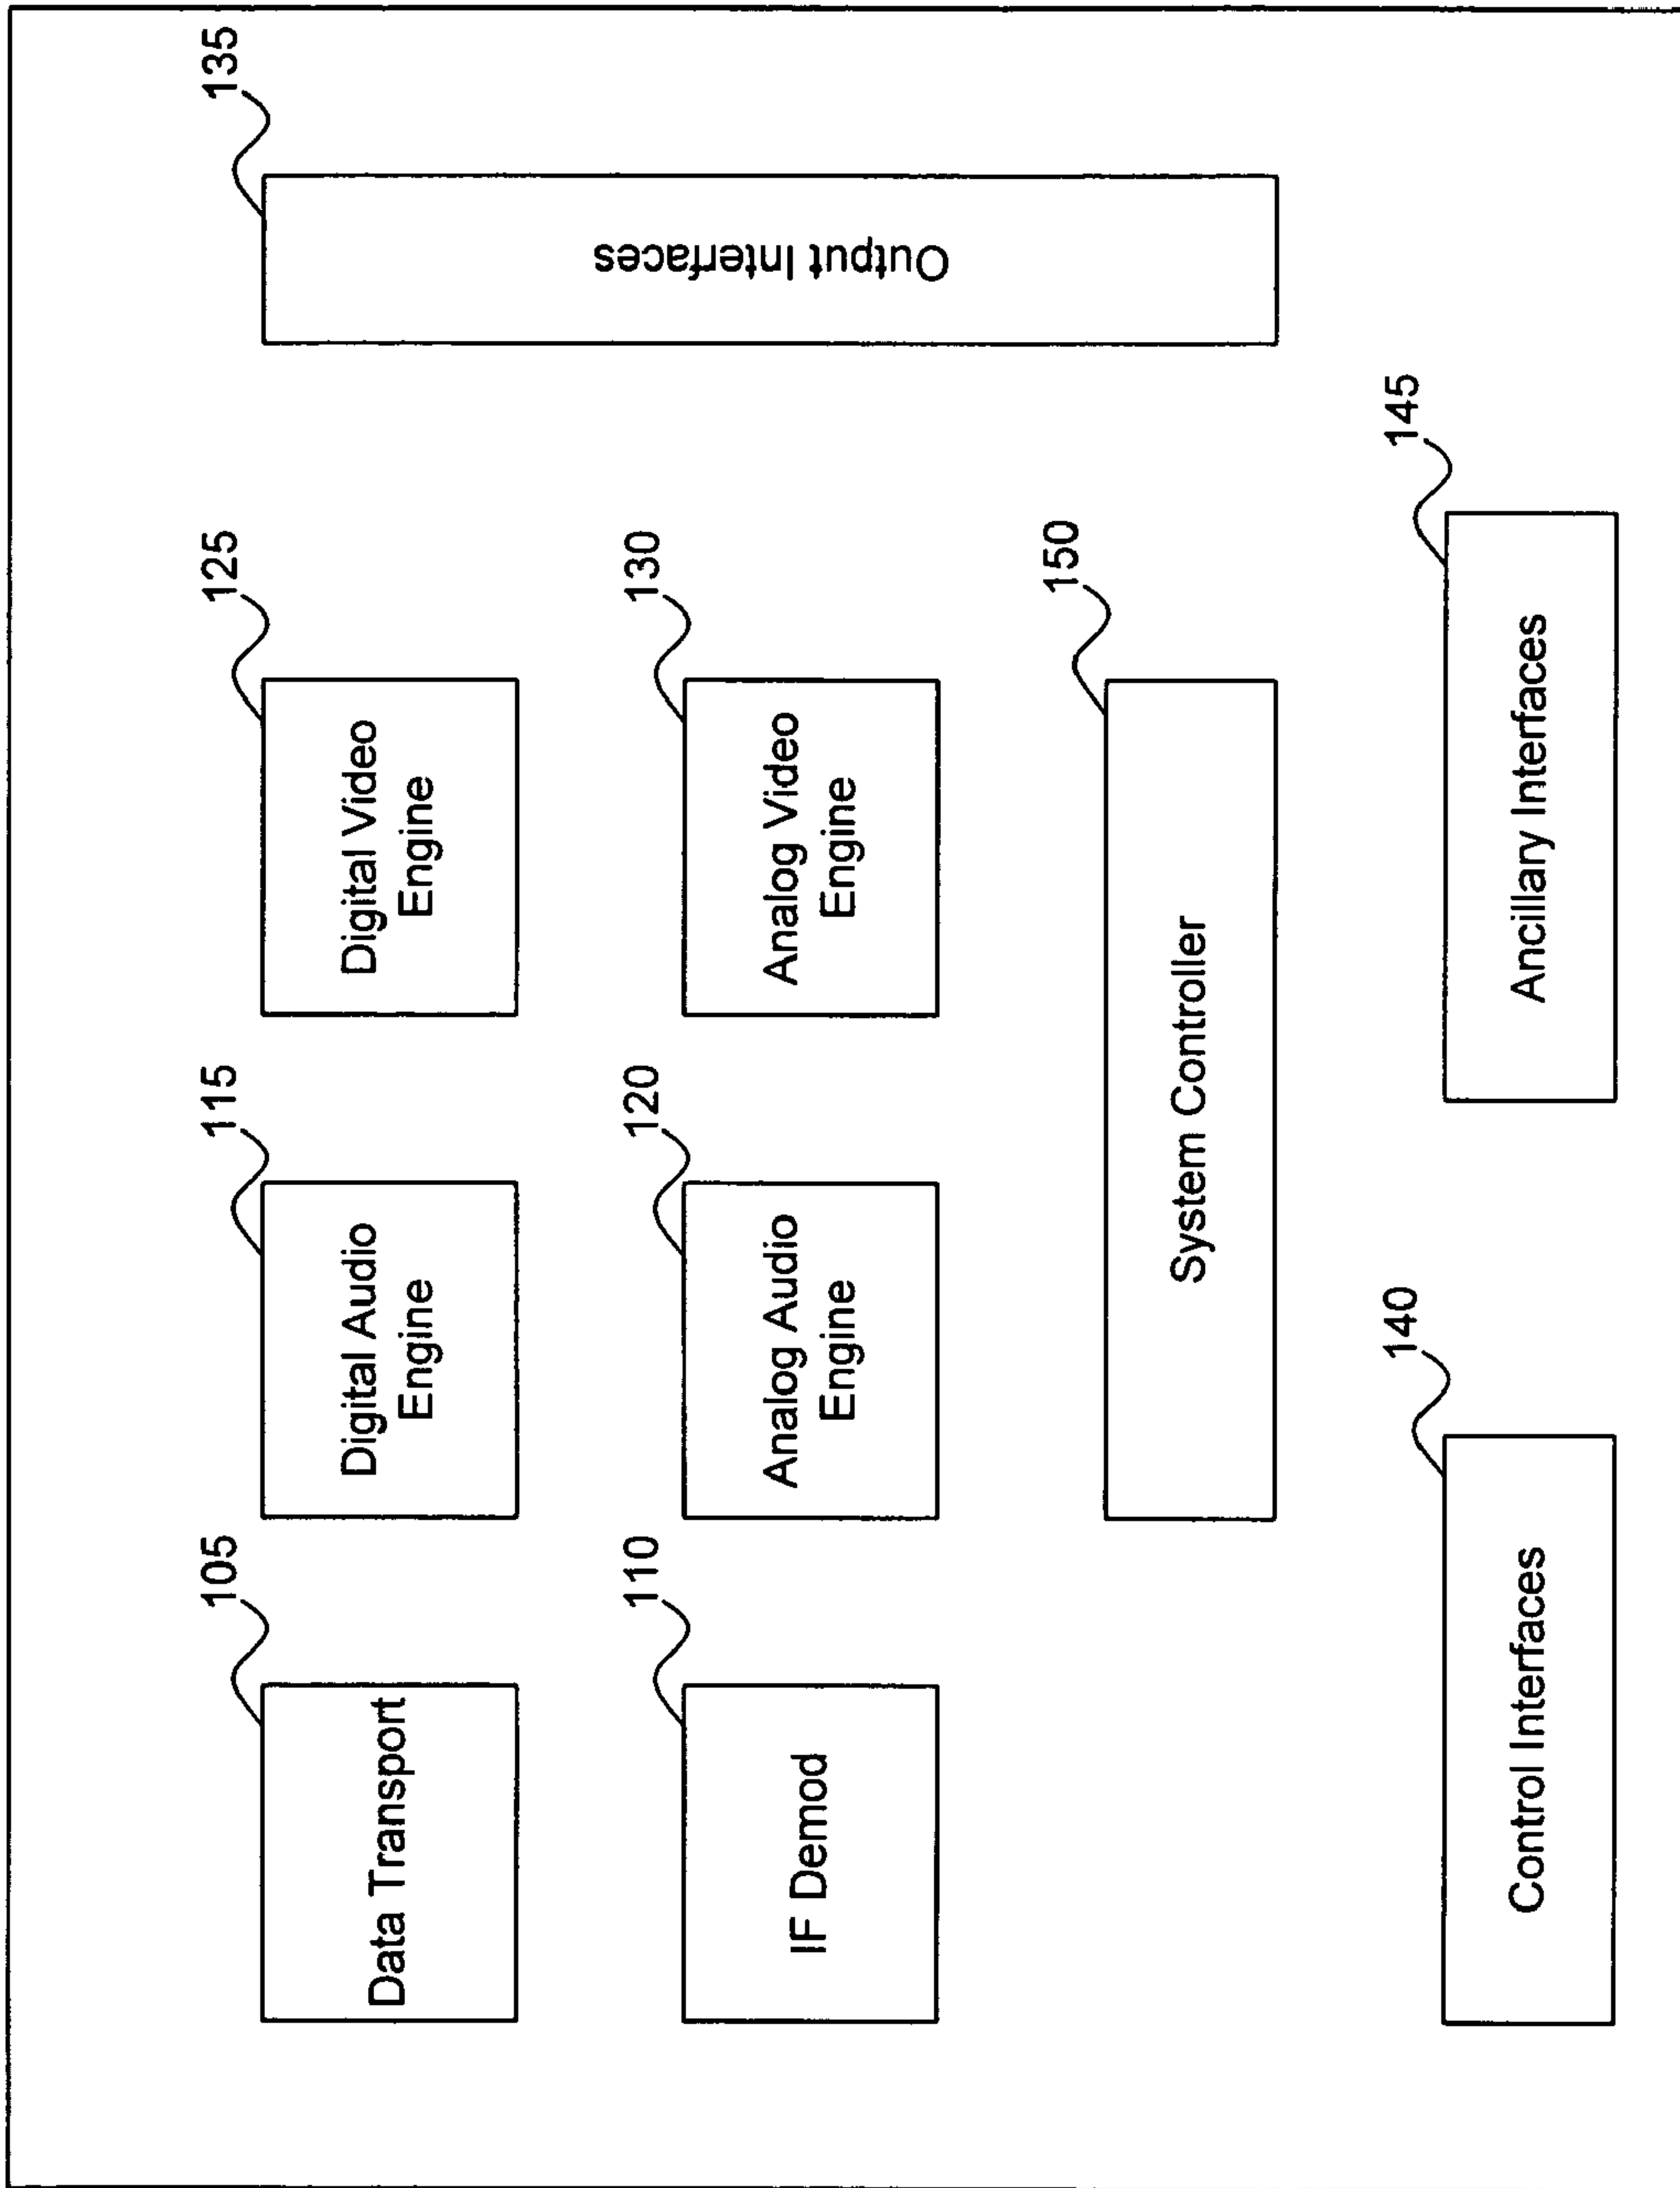 105
Data Transport
115
Digital Audio
Engine
125
Digital Video
Engine
135
Output Interfaces
110
IF Demod
120
Analog Audio
Engine
130
Analog Video
Engine
150
System Controller
140
Control Interfaces
145
Ancillary Interfaces